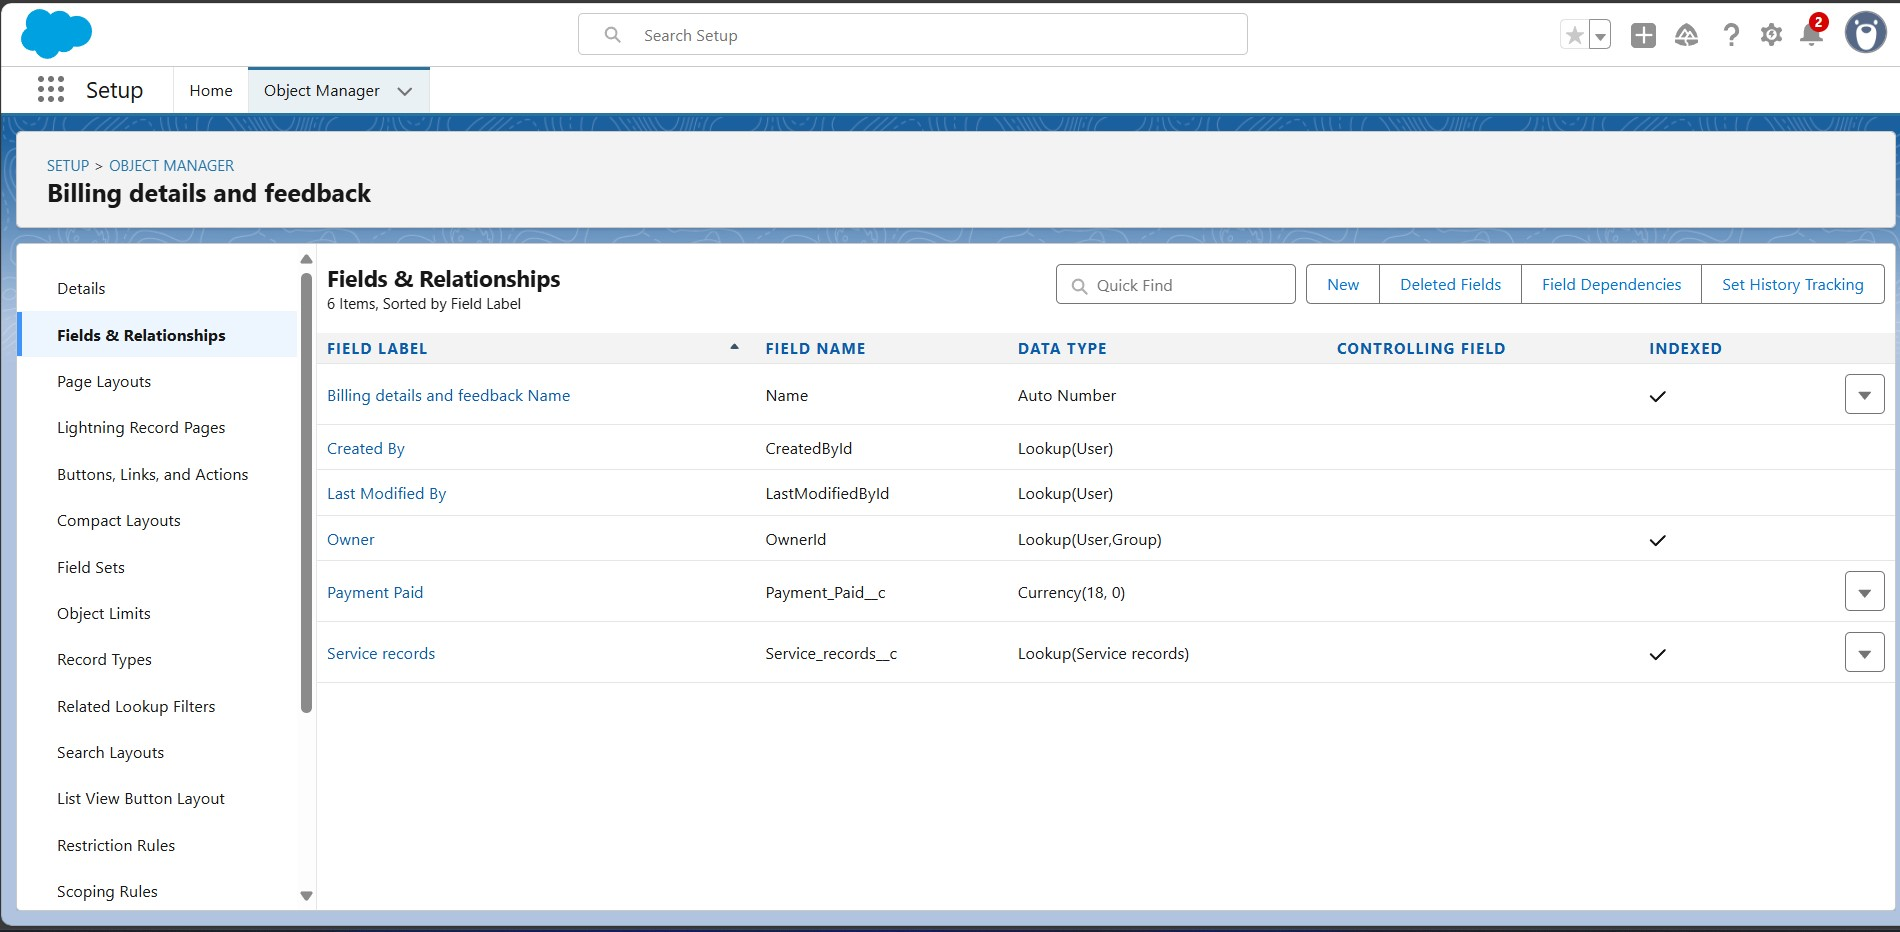 Search Setup
2
Setup
Home
Object Manager
SETUP > OBJECT MANAGER
Billing details and feedback
Details
Fields & Relationships
Page Layouts
Lightning Record Pages
Buttons, Links, and Actions
Compact Layouts
Field Sets
Object Limits
Record Types
Related Lookup Filters
Search Layouts
List View Button Layout
Restriction Rules
Scoping Rules
Fields & Relationships
6 Items, Sorted by Field Label
Quick Find
New
Deleted Fields
Field Dependencies
Set History Tracking
FIELD LABEL FIELD NAME DATA TYPE CONTROLLING FIELD INDEXED
Billing details and feedback Name Name Auto Number
Created By CreatedById Lookup(User)
Last Modified By LastModifiedById Lookup(User)
Owner OwnerId Lookup(User,Group)
Payment Paid Payment_Paid__c Currency(18, 0)
Service records Service_records__c Lookup(Service records)